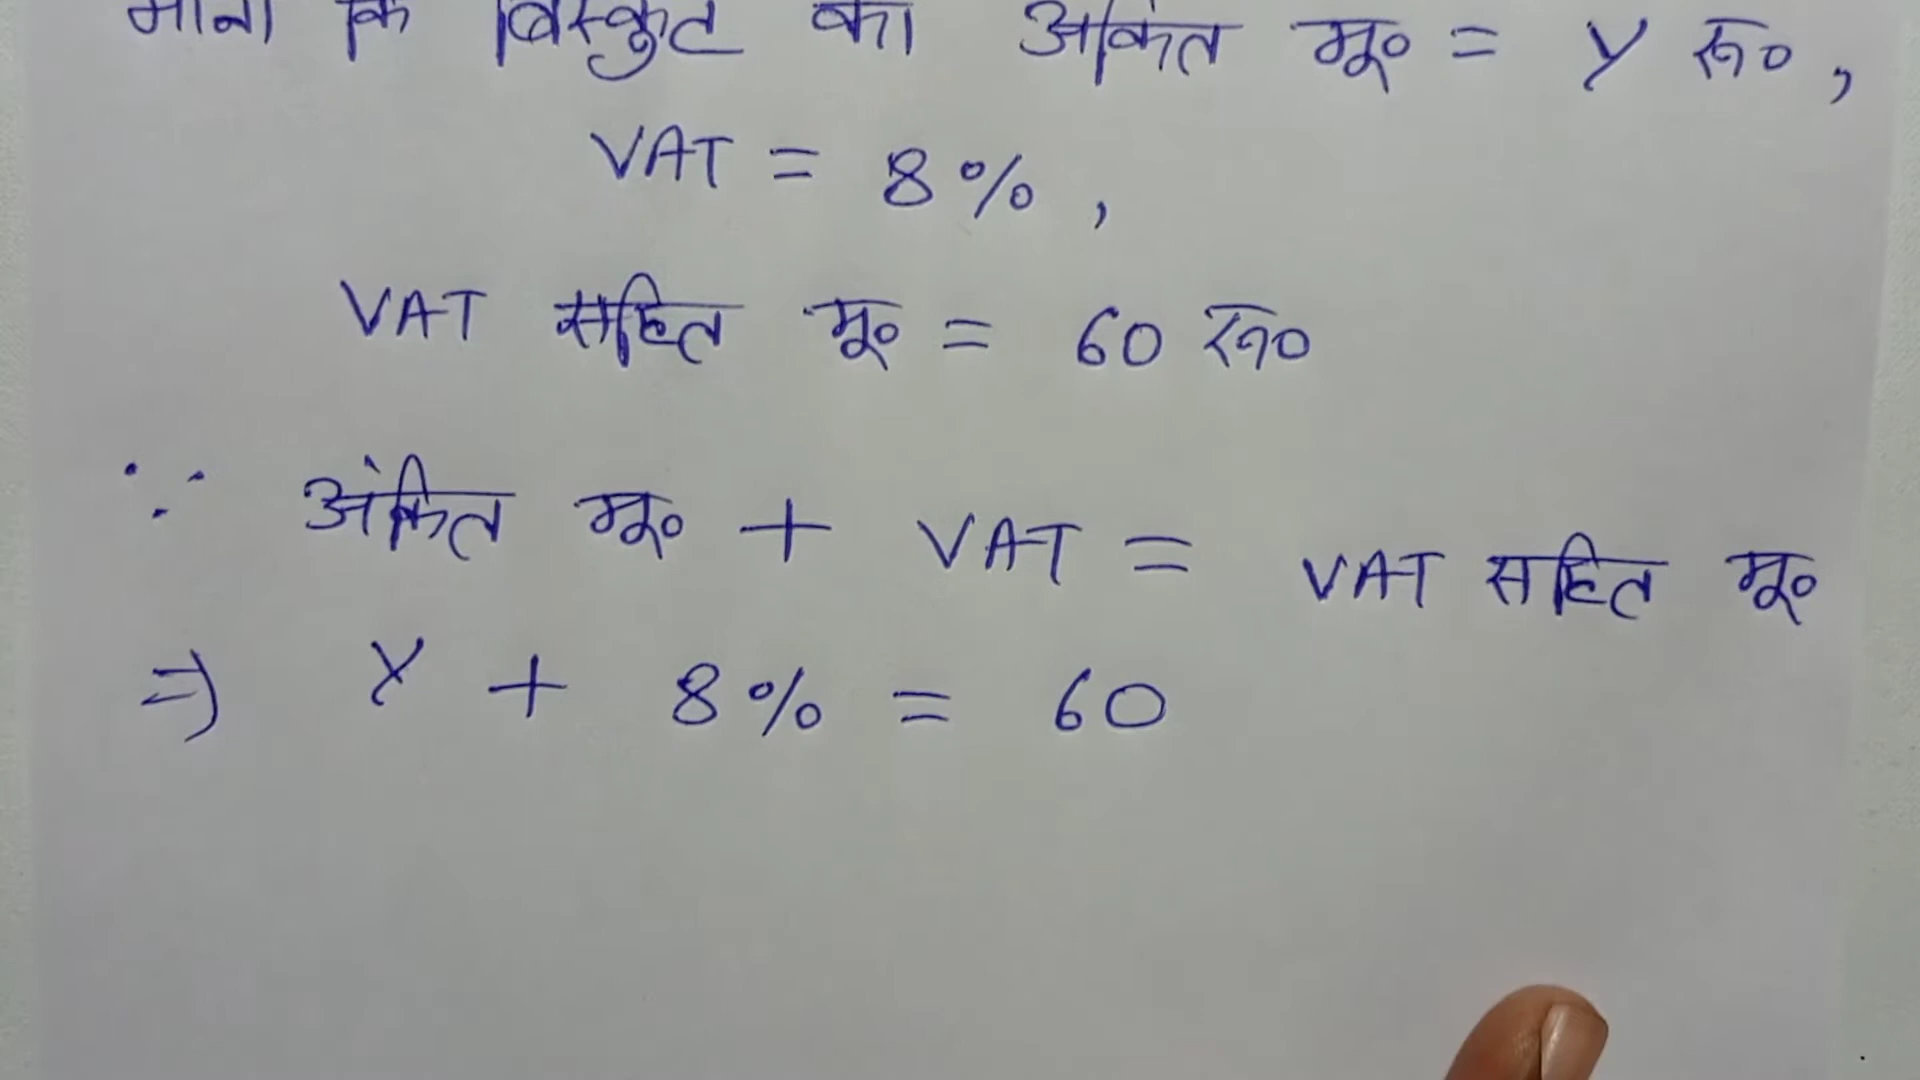 माना कि बिस्कुट का अंकित मू० = y रू०,
VAT = 8%,
VAT सहित मू० = 60 रू०
∵ अंकित मू० + VAT = VAT सहित मू०
⇒ y + 8% = 60